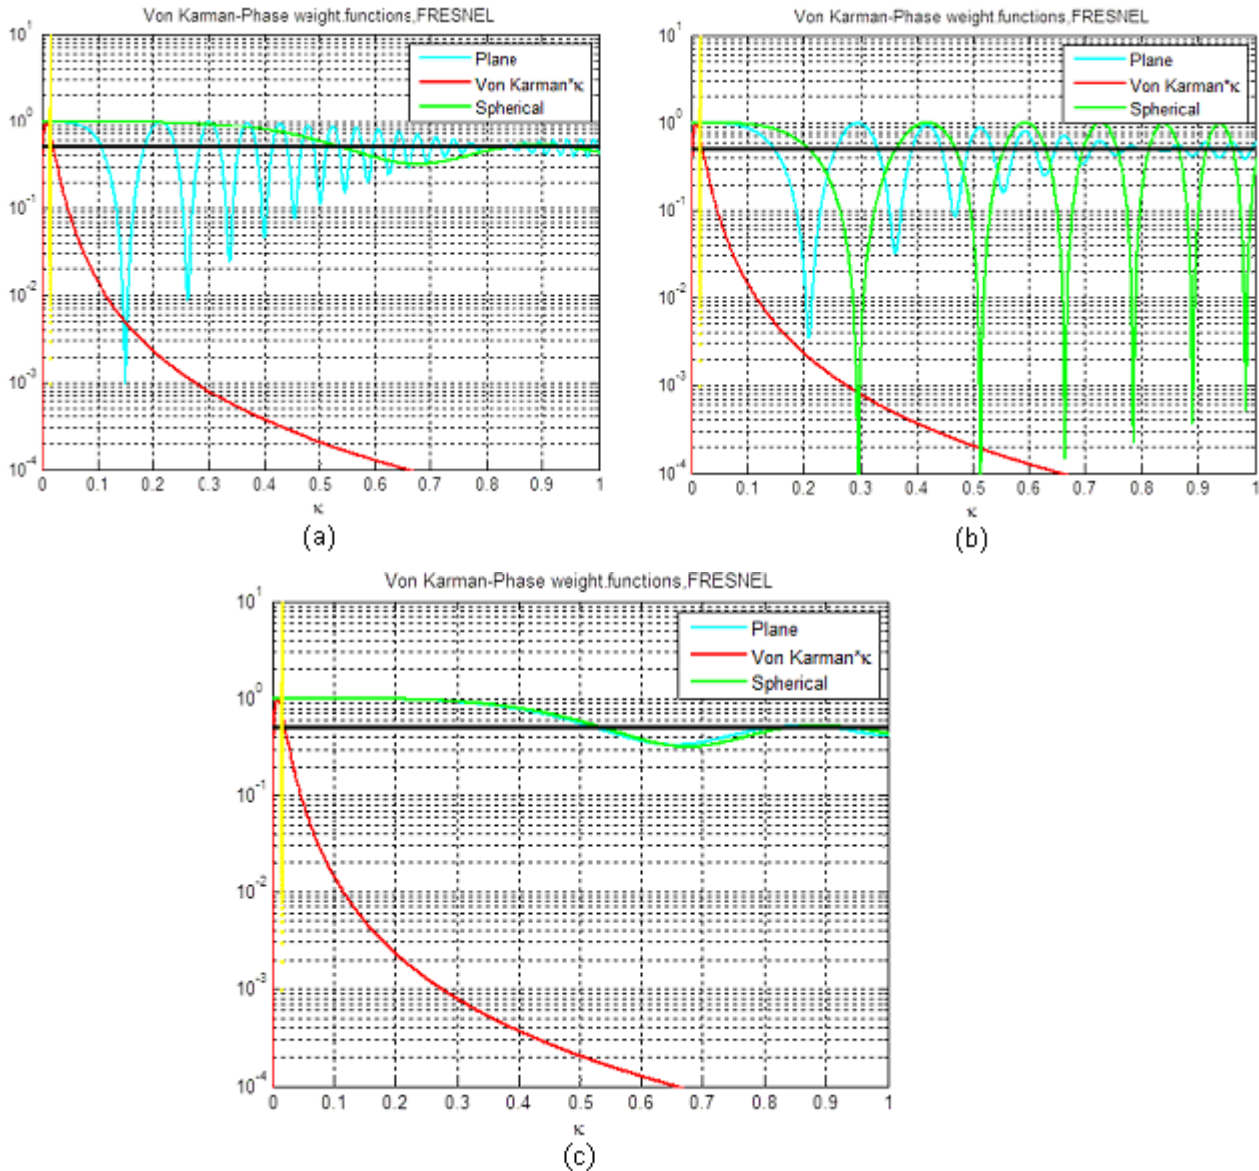 Von Karman-Phase weight.functions,FRESNEL
10^1
10^0
10^-1
10^-2
10^-3
10^-4
Plane
Von Karman*κ
Spherical
0 0.1 0.2 0.3 0.4 0.5 0.6 0.7 0.8 0.9 1
κ
(a)
Von Karman-Phase weight.functions,FRESNEL
10^1
10^0
10^-1
10^-2
10^-3
10^-4
Plane
Von Karman*κ
Spherical
0 0.1 0.2 0.3 0.4 0.5 0.6 0.7 0.8 0.9 1
κ
(b)
Von Karman-Phase weight.functions,FRESNEL
10^1
10^0
10^-1
10^-2
10^-3
10^-4
Plane
Von Karman*κ
Spherical
0 0.1 0.2 0.3 0.4 0.5 0.6 0.7 0.8 0.9 1
κ
(c)